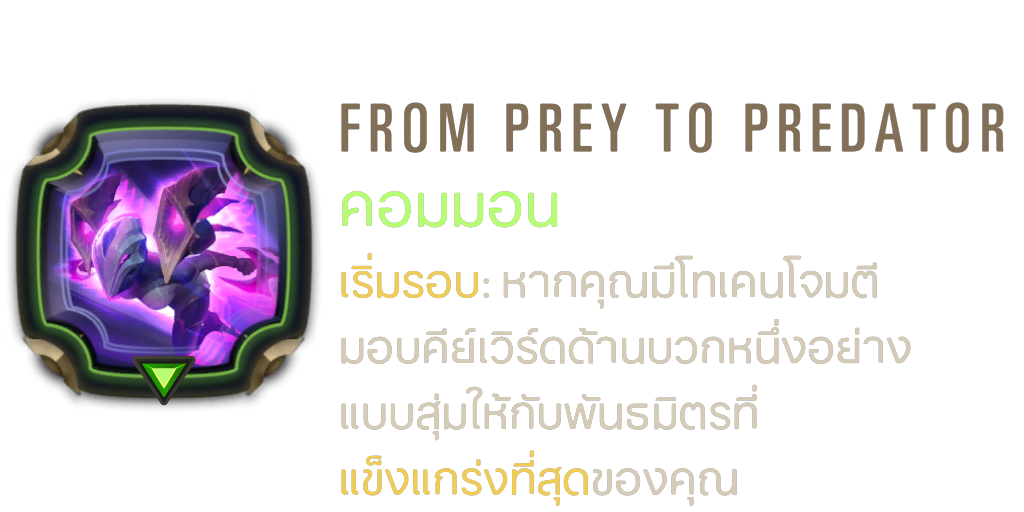 FROM PREY TO PREDATOR
คอมมอน
เริ่มรอบ: หากคุณมีโทเคนโจมตี
มอบคีย์เวิร์ดด้านบวกหนึ่งอย่าง
แบบสุ่มให้กับพันธมิตรที่
แข็งแกร่งที่สุดของคุณ